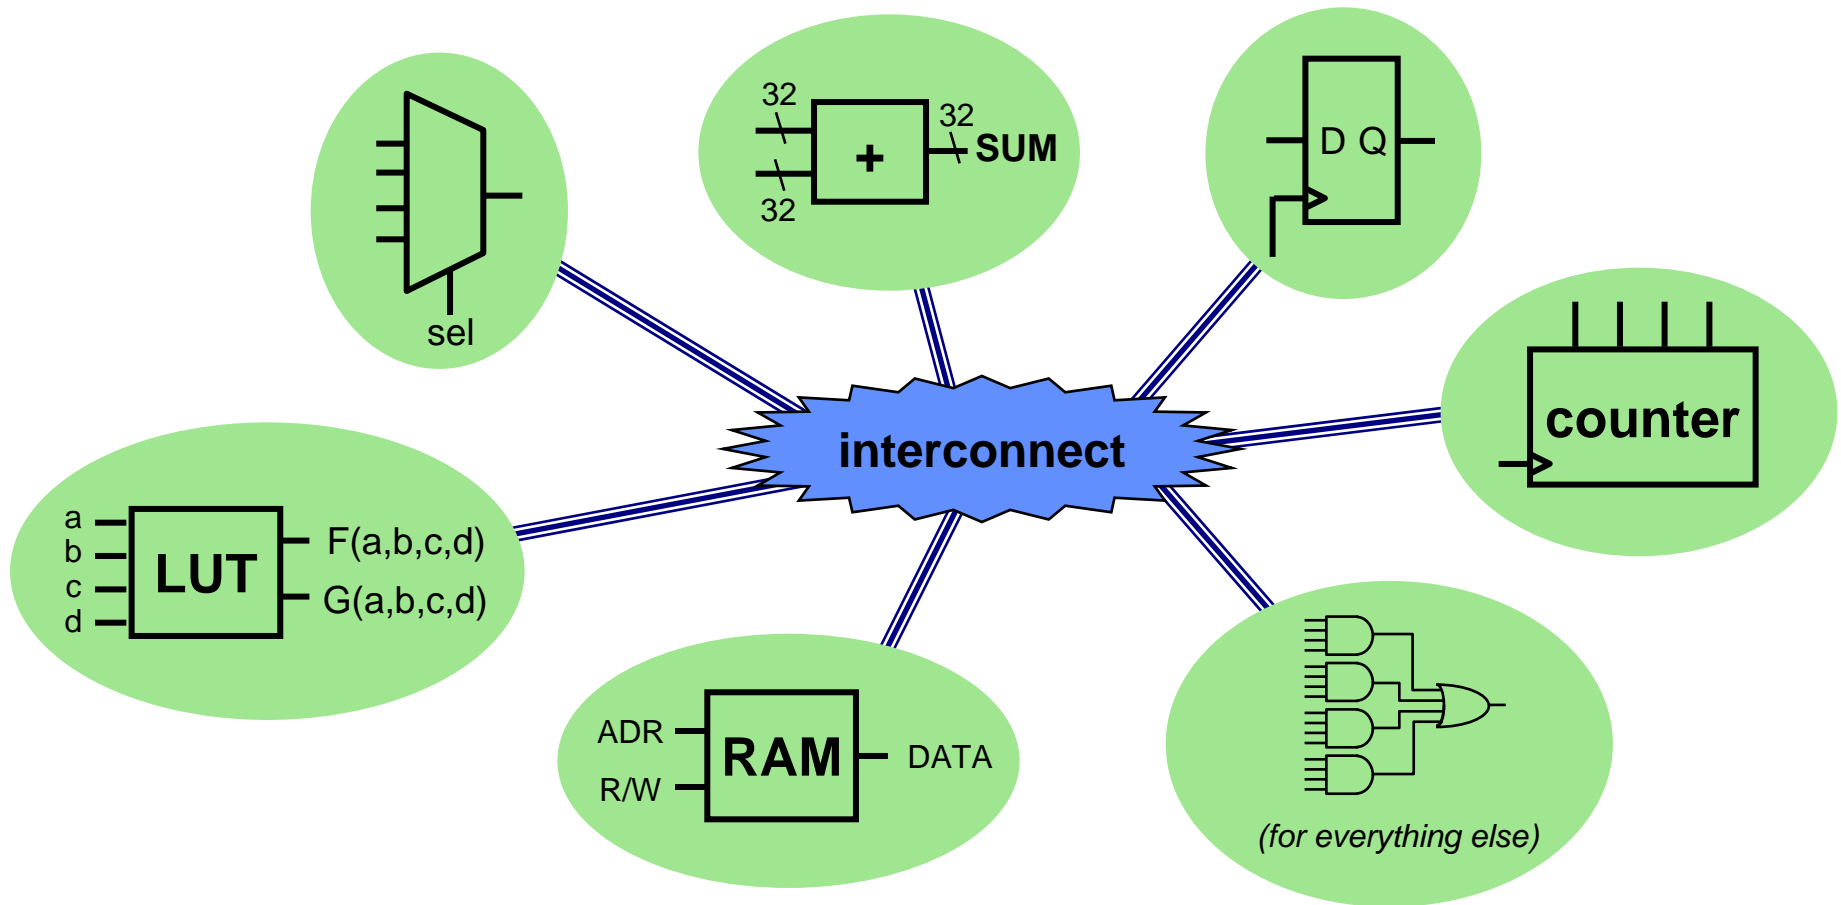 sel
32
32
+
SUM
32
D Q
counter
interconnect
a
b
c
d
LUT
F(a,b,c,d)
G(a,b,c,d)
ADR
R/W
RAM
DATA
(for everything else)